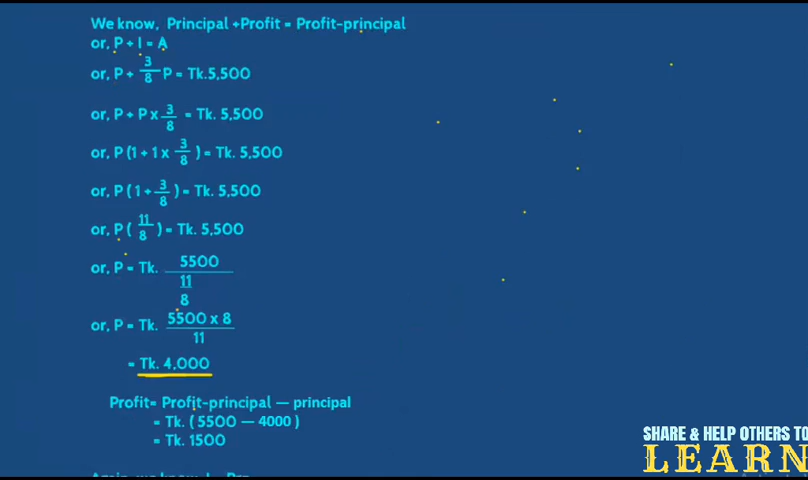 We know, Principal +Profit = Profit-principal
or, P + I = A
or, P + 3/8 P = Tk.5,500
or, P + P x 3/8 = Tk. 5,500
or, P (1 + 1 x 3/8 ) = Tk. 5,500
or, P ( 1 + 3/8 ) = Tk. 5,500
or, P ( 11/8 ) = Tk. 5,500
or, P = Tk. 5500
11
8
or, P = Tk. 5500 x 8
11
= Tk. 4,000
Profit= Profit-principal — principal
= Tk. ( 5500 — 4000 )
= Tk. 1500
SHARE & HELP OTHERS TO
LEARN